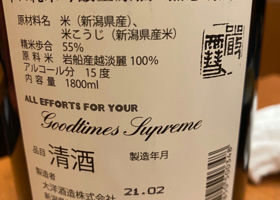 原材料名 米(新潟県産)、
米こうじ(新潟県産米)
精米歩合 55%
原料米 岩船産越淡麗100%
アルコール分 15度
内容量 1800ml
ALL EFFORTS FOR YOUR
Goodtimes Supreme
品目 清酒 製造年月
製造者 21.02
大洋酒造株式会社